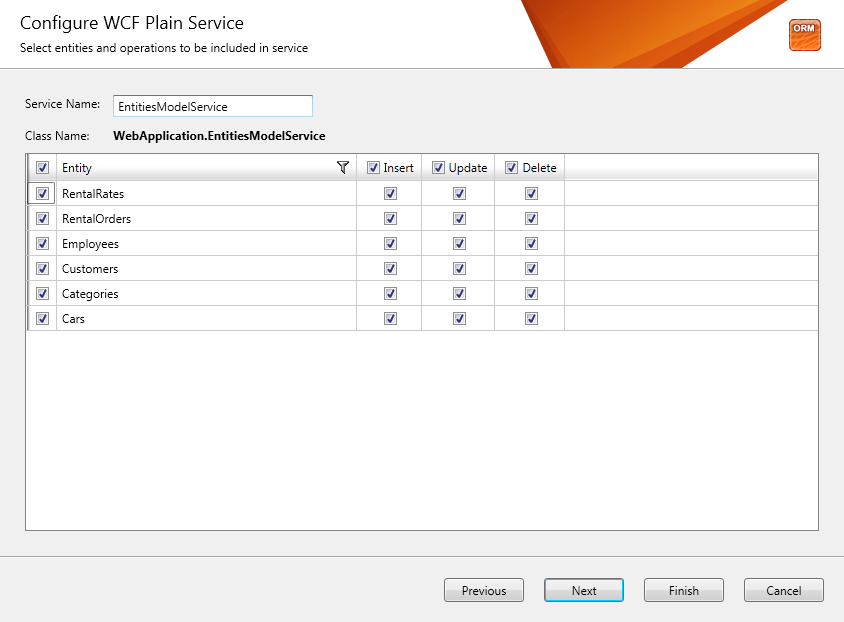 Configure WCF Plain Service
ORM
Select entities and operations to be included in service
Service Name: EntitiesModelService
Class Name: WebApplication.EntitiesModelService
Entity Insert Update Delete
RentalRates
RentalOrders
Employees
Customers
Categories
Cars
Previous Next Finish Cancel